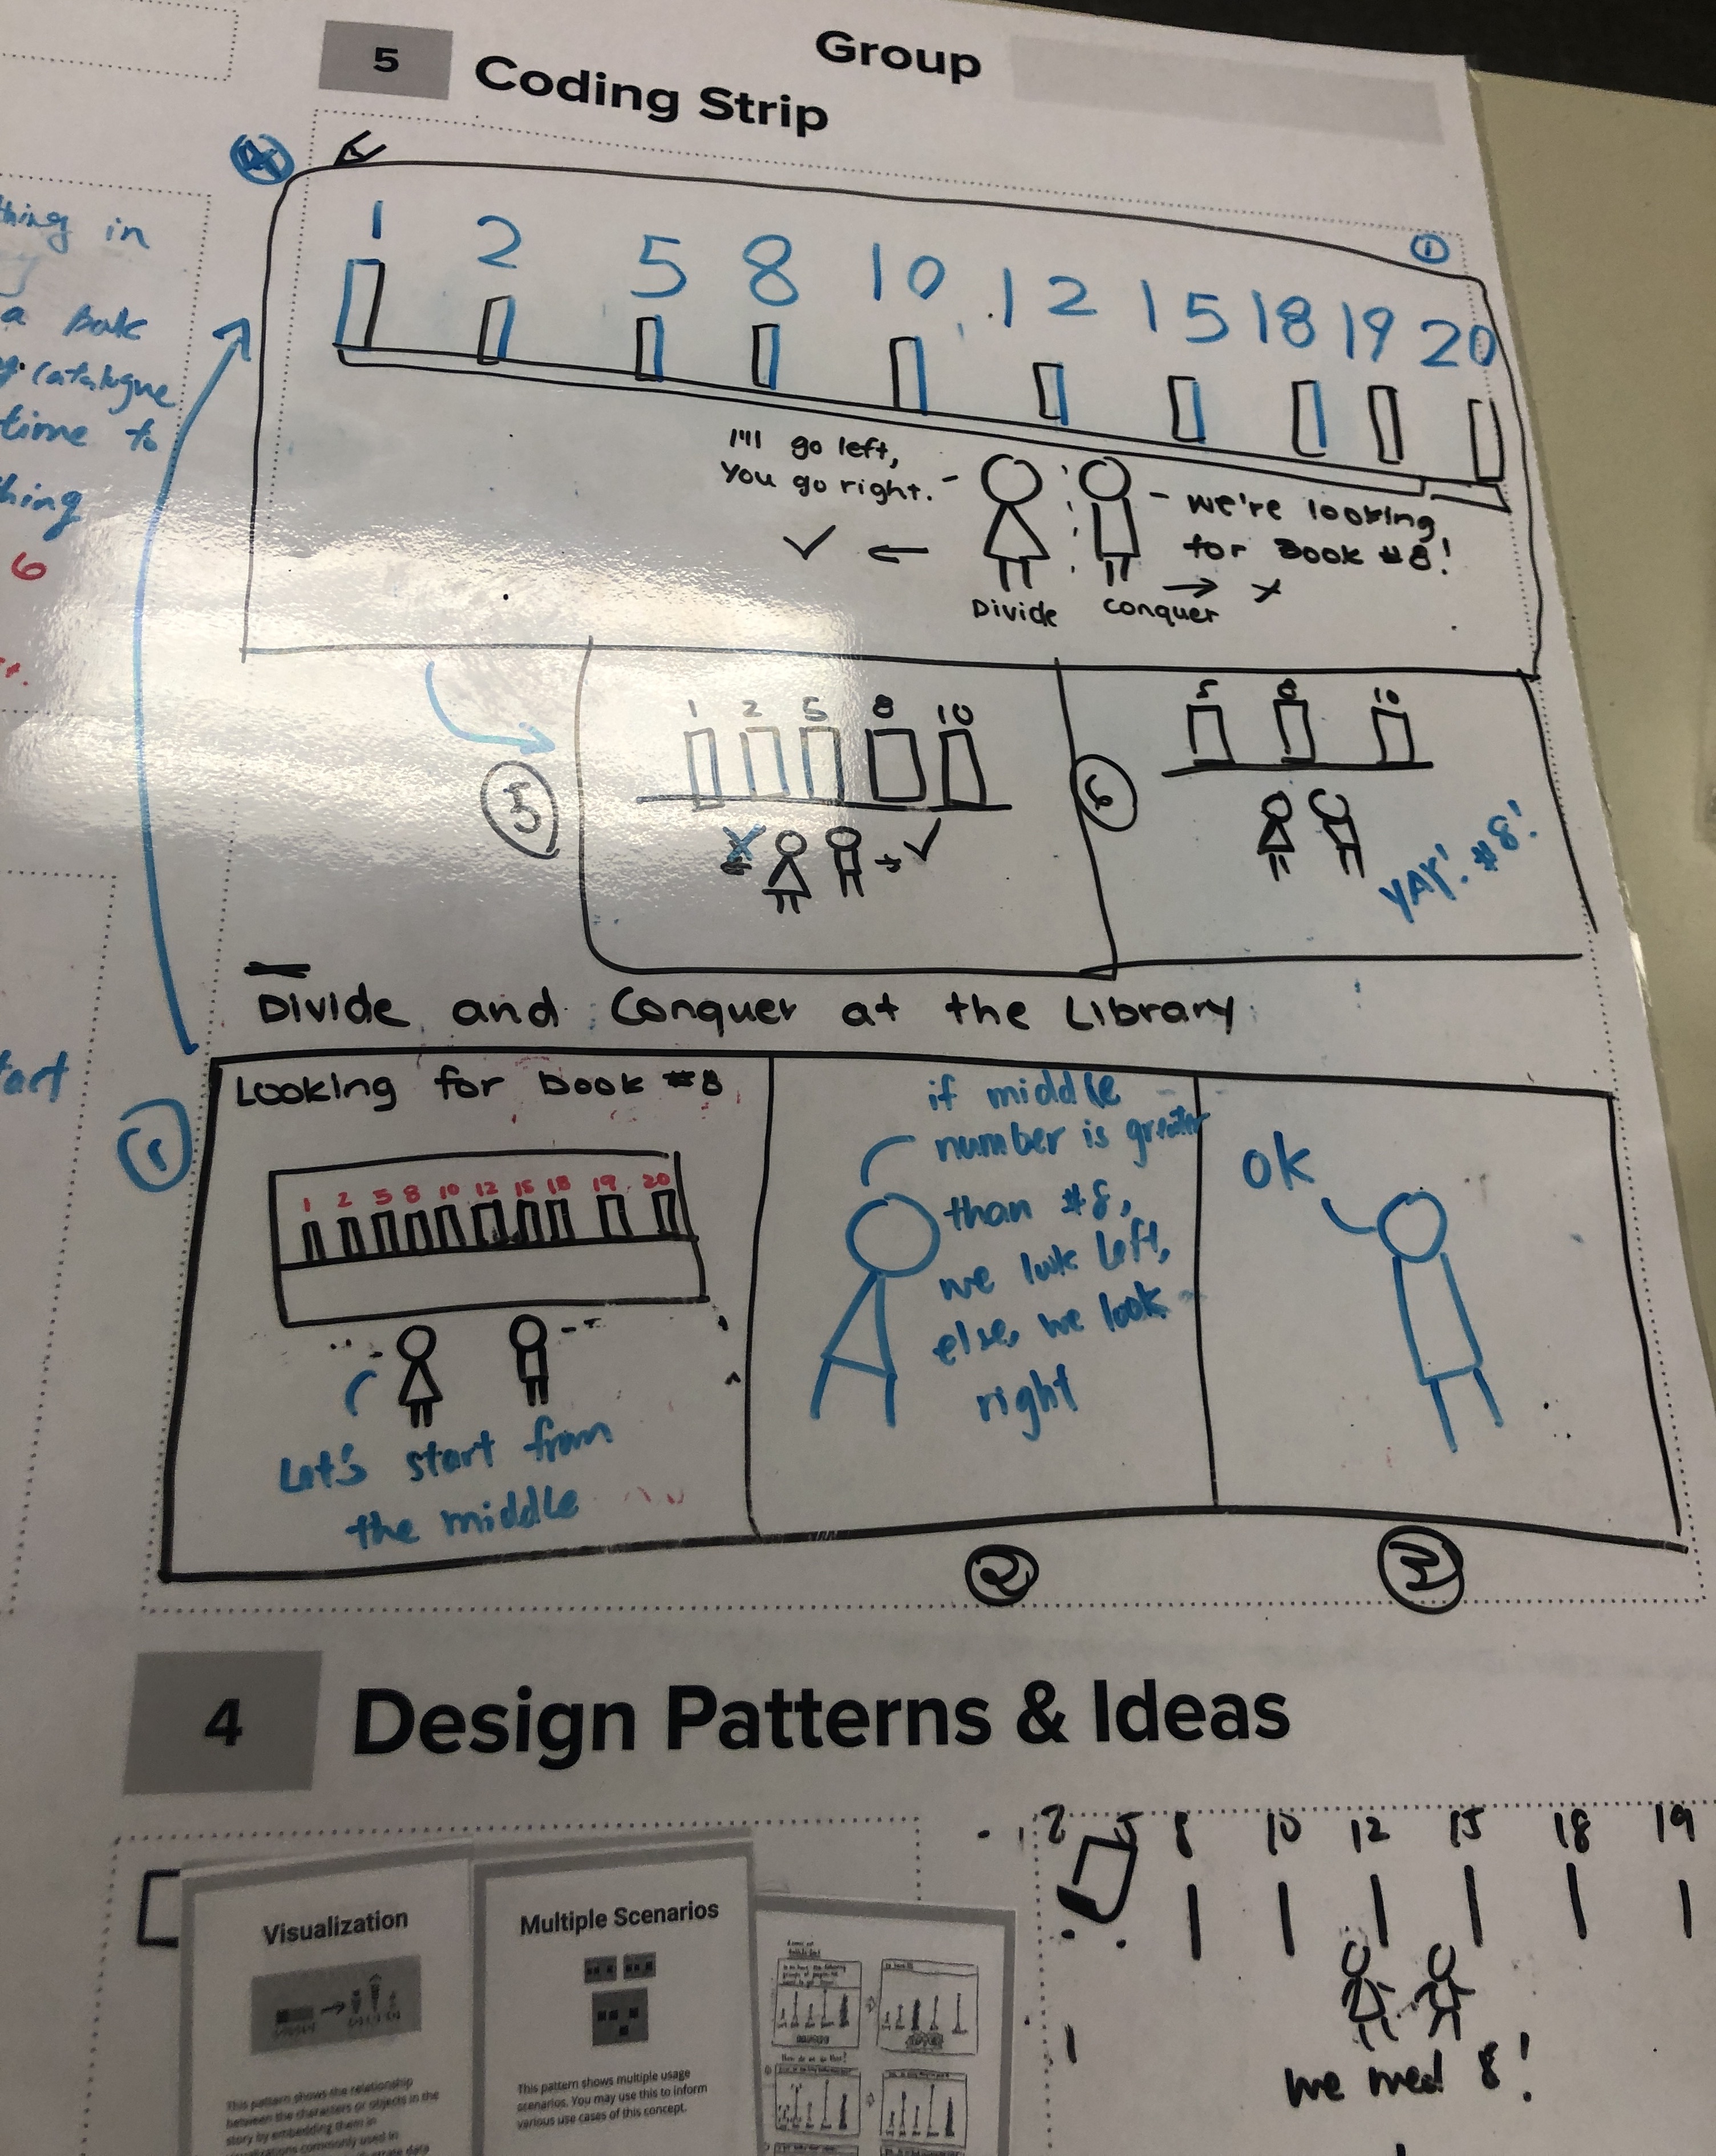 Group
5
Coding Strip
4
1
1 2 5 8 10 12 15 18 19 20
I'll go left,
You go right.
we're looking
for Book #8!
Divide Conquer
thing in
a
catalogue
time to
thing
6
5
1 2 5 8 10
6
5 8 10
YAY! #8!
Divide and Conquer at the Library
1
Looking for Book #8
1 2 5 8 10 12 15 18 19 20
Let's start from
the middle
if middle
number is greater
than #8,
we look left,
else, we look
right
OK
2
3
4
Design Patterns & Ideas
Visualization
This pattern shows the relationship
between the characters or objects in the
story by embedding them in
visualizations commonly used in
Multiple Scenarios
This pattern shows multiple usage
scenarios. You may use this to inform
various use cases of this concept.
2 5 8 10 12 15 18 19
we need 8!